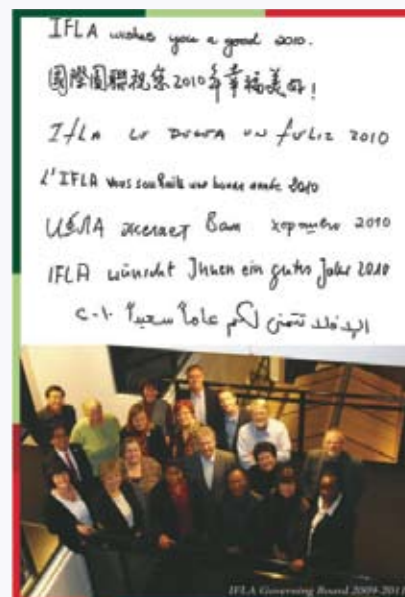 IFLA wishes you a good 2010.
國際圖聯祝您2010年幸福美好!
IFLA LE DESEA UN FELIZ 2010
L'IFLA vous souhaite une bonne année 2010
ИФЛА желает Вам хорошего 2010
IFLA wünscht Ihnen ein gutes Jahr 2010
الإفلا تتمنى لكم عاماً سعيداً ٢٠١٠
IFLA Governing Board 2009-2011